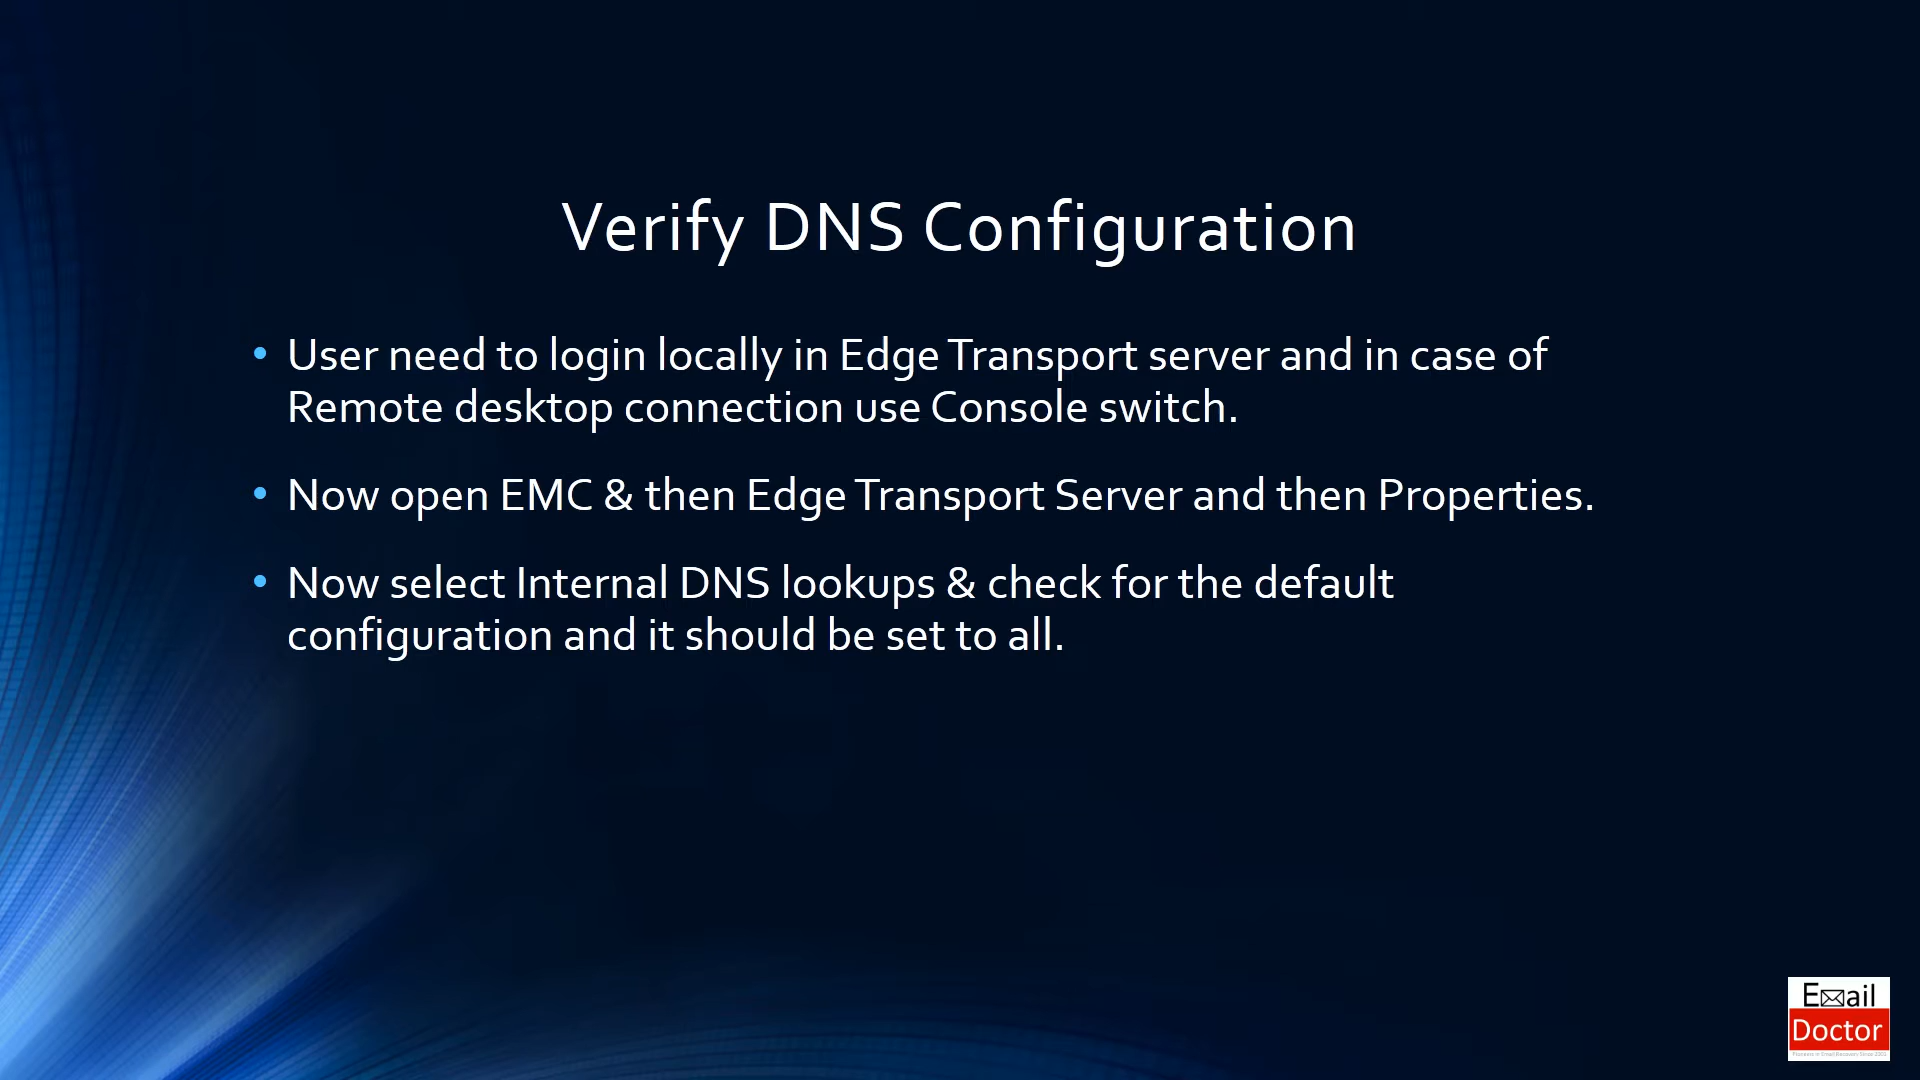 Verify DNS Configuration
• User need to login locally in Edge Transport server and in case of
Remote desktop connection use Console switch.
• Now open EMC & then Edge Transport Server and then Properties.
• Now select Internal DNS lookups & check for the default
configuration and it should be set to all.
Email
Doctor